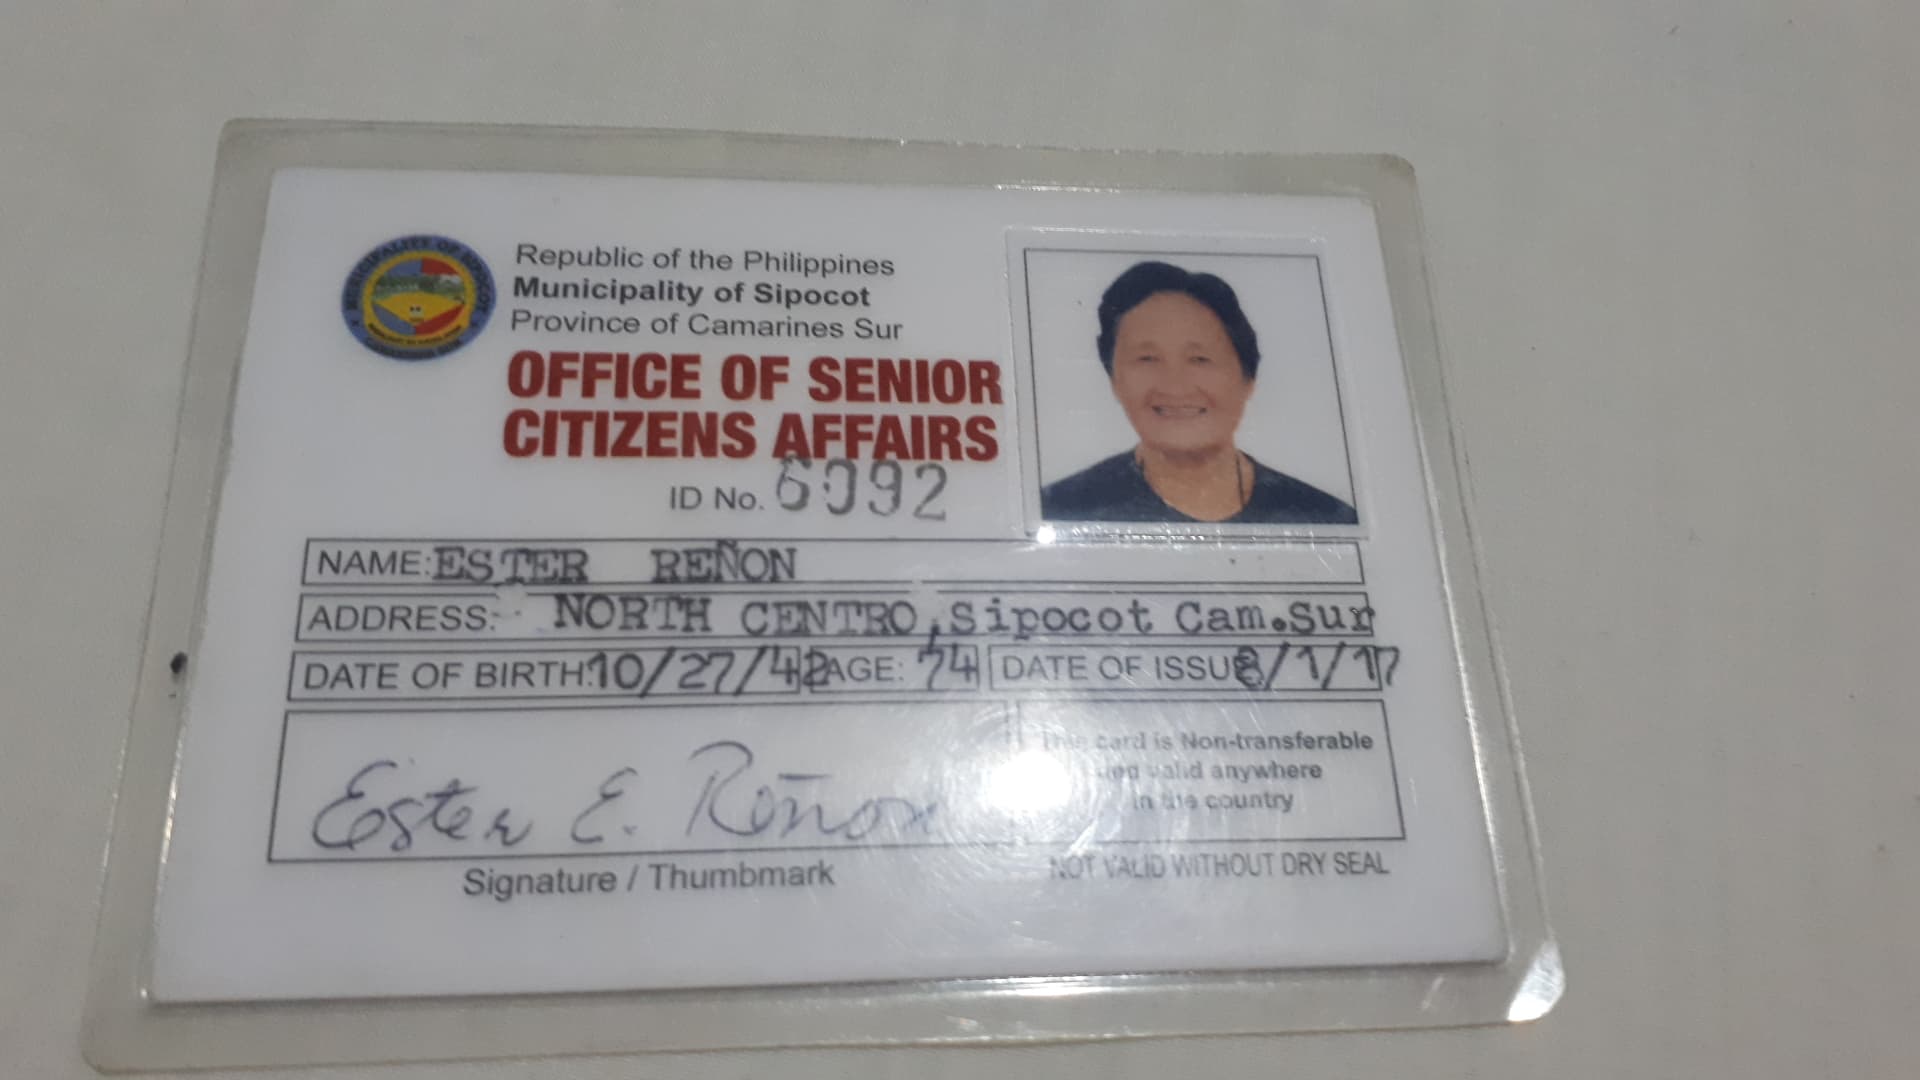 MUNICIPALITY OF SIPOCOT
Republic of the Philippines
Municipality of Sipocot
Province of Camarines Sur
OFFICE OF SENIOR
CITIZENS AFFAIRS
ID No. 6092
NAME: ESTER REÑON
ADDRESS: NORTH CENTRO, Sipocot Cam.Sur
DATE OF BIRTH: 10/27/42 AGE: 74 DATE OF ISSUE 8/1/17
Ester E. Reñon
Signature / Thumbmark
This card is Non-transferable
and valid anywhere
in the country
NOT VALID WITHOUT DRY SEAL